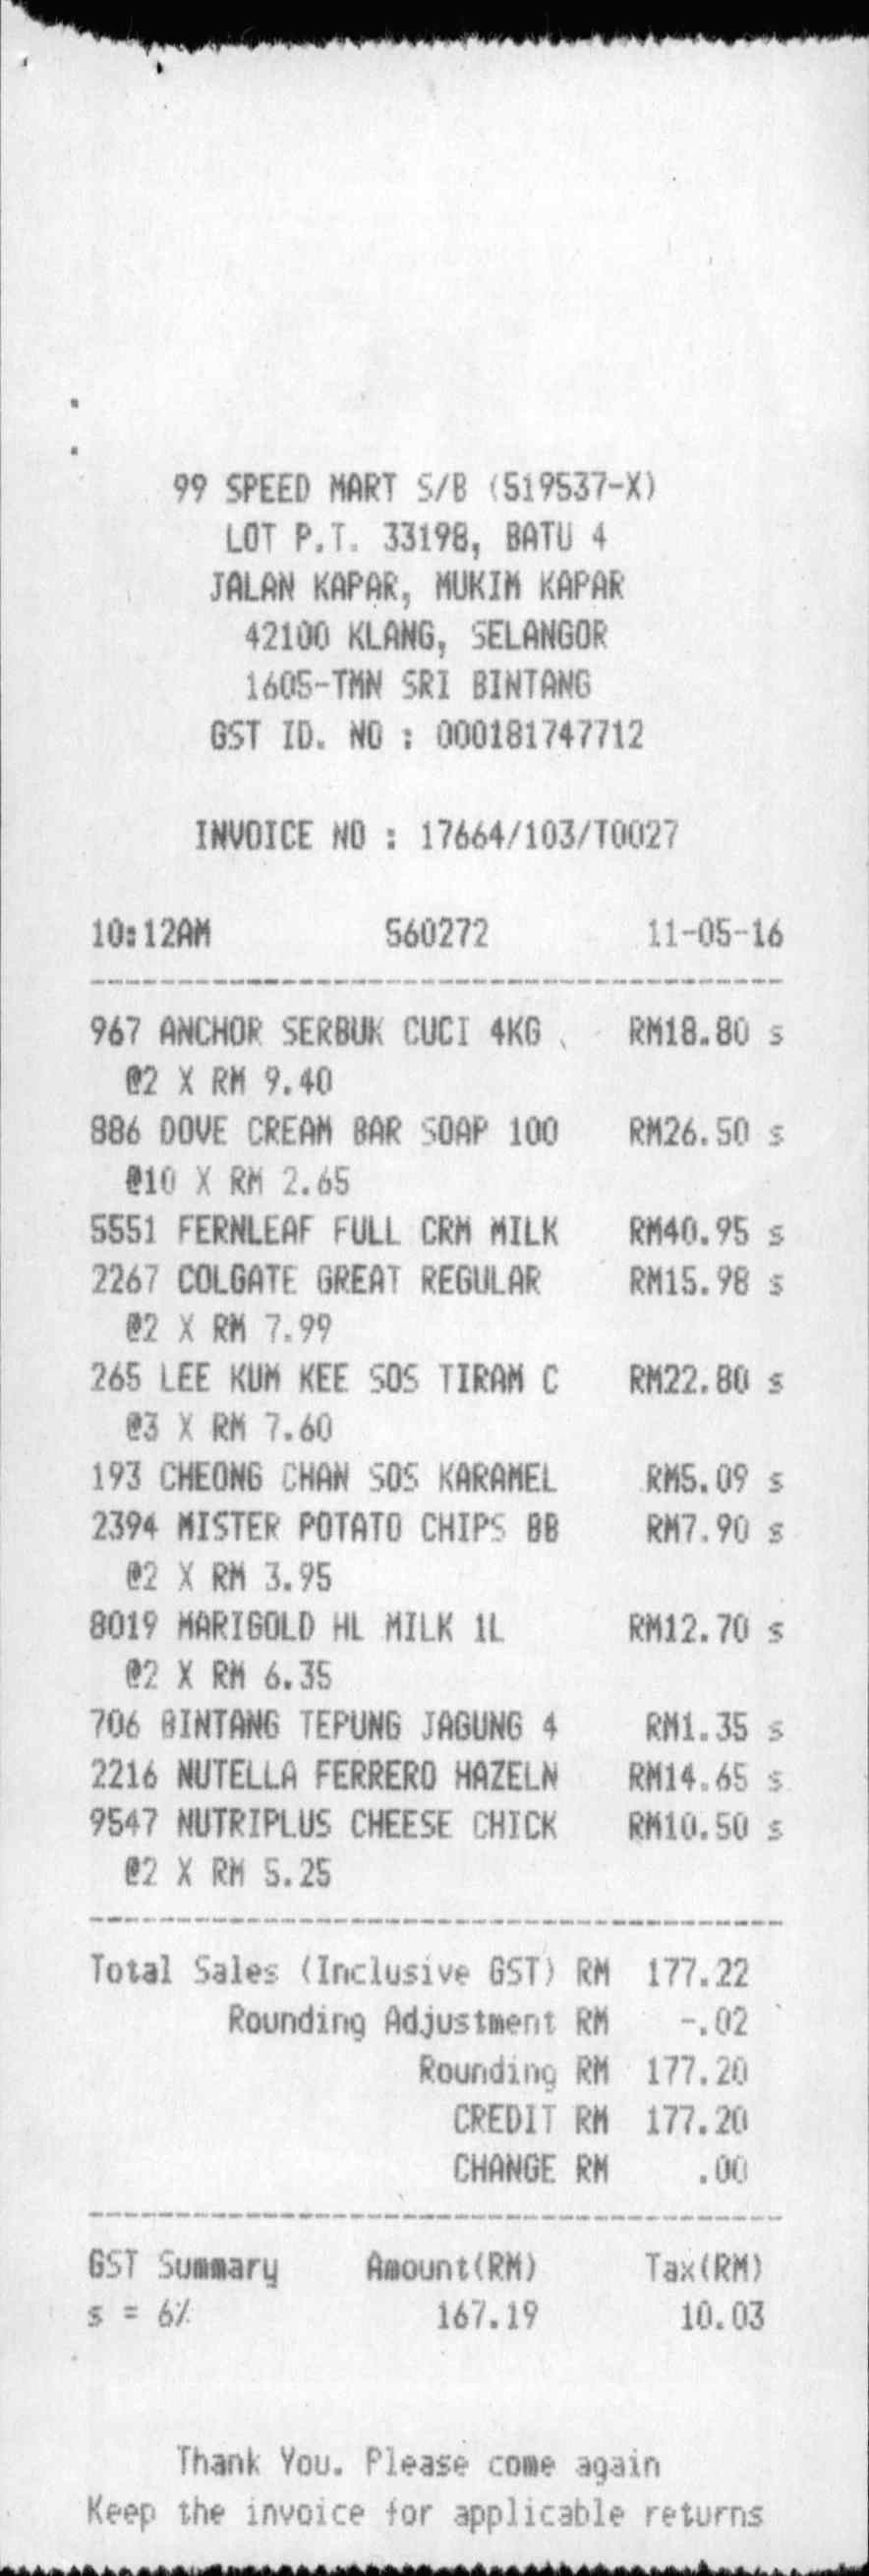 99 SPEED MART S/B (519537-X)
LOT P.T. 33198, BATU 4
JALAN KAPAR, MUKIM KAPAR
42100 KLANG, SELANGOR
1605-TMN SRI BINTANG
GST ID. NO : 000181747712
INVOICE NO : 17664/103/T0027
10:12AM 560272 11-05-16
967 ANCHOR SERBUK CUCI 4KG RM18.80 s
@2 X RM 9.40
886 DOVE CREAM BAR SOAP 100 RM26.50 s
@10 X RM 2.65
5551 FERNLEAF FULL CRM MILK RM40.95 s
2267 COLGATE GREAT REGULAR RM15.98 s
@2 X RM 7.99
265 LEE KUM KEE SOS TIRAM C RM22.80 s
@3 X RM 7.60
193 CHEONG CHAN SOS KARAMEL RM5.09 s
2394 MISTER POTATO CHIPS BB RM7.90 s
@2 X RM 3.95
8019 MARIGOLD HL MILK 1L RM12.70 s
@2 X RM 6.35
706 BINTANG TEPUNG JAGUNG 4 RM1.35 s
2216 NUTELLA FERRERO HAZELN RM14.65 s
9547 NUTRIPLUS CHEESE CHICK RM10.50 s
@2 X RM 5.25
Total Sales (Inclusive GST) RM 177.22
Rounding Adjustment RM -.02
Rounding RM 177.20
CREDIT RM 177.20
CHANGE RM .00
GST Summary Amount(RM) Tax(RM)
s = 6% 167.19 10.03
Thank You. Please come again
Keep the invoice for applicable returns